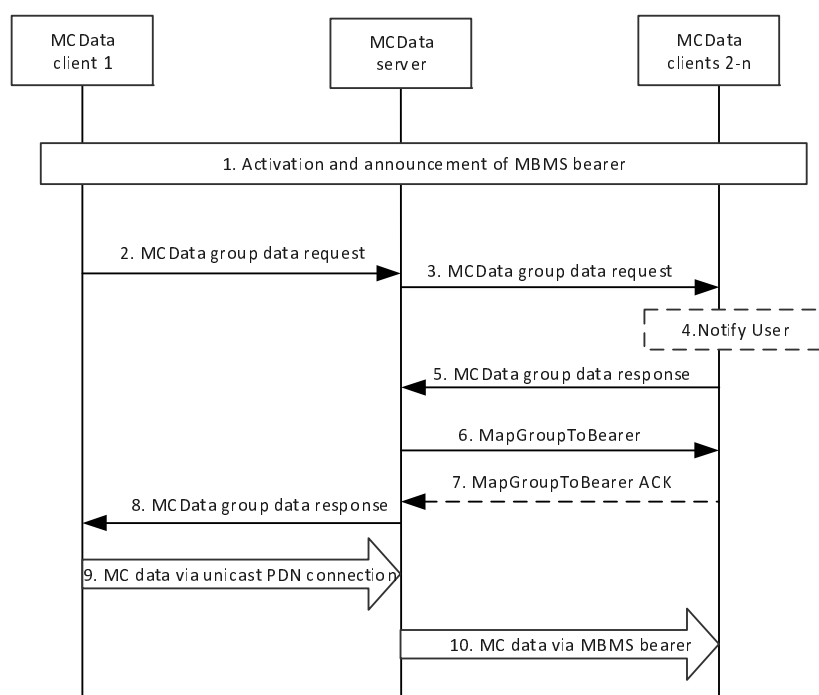 MCData
client 1
MCData
server
MCData
clients 2-n
1. Activation and announcement of MBMS bearer
2. MCData group data request
3. MCData group data request
4.Notify User
5. MCData group data response
6. MapGroupToBearer
7. MapGroupToBearer ACK
8. MCData group data response
9. MC data via unicast PDN connection
10. MC data via MBMS bearer